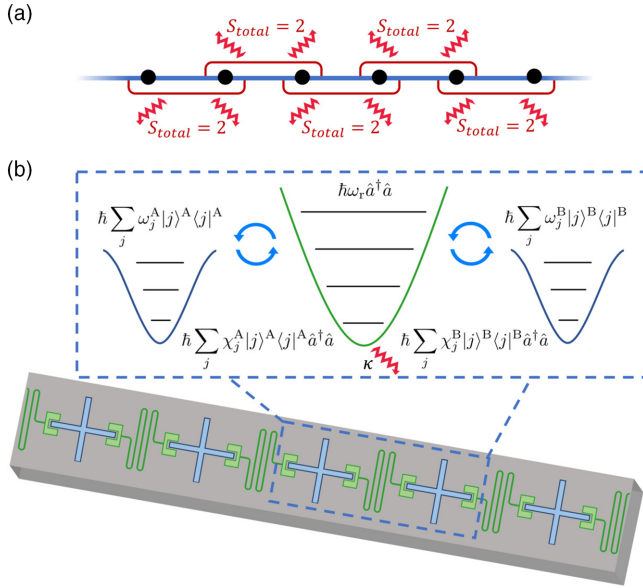 (a)
S_total = 2 S_total = 2
S_total = 2 S_total = 2 S_total = 2
(b)
ℏω_r â†â
ℏ∑_j ω_j^A |j⟩^A⟨j|^A ℏ∑_j ω_j^B |j⟩^B⟨j|^B
ℏ∑_j χ_j^A |j⟩^A⟨j|^A â†â κ ℏ∑_j χ_j^B |j⟩^B⟨j|^B â†â